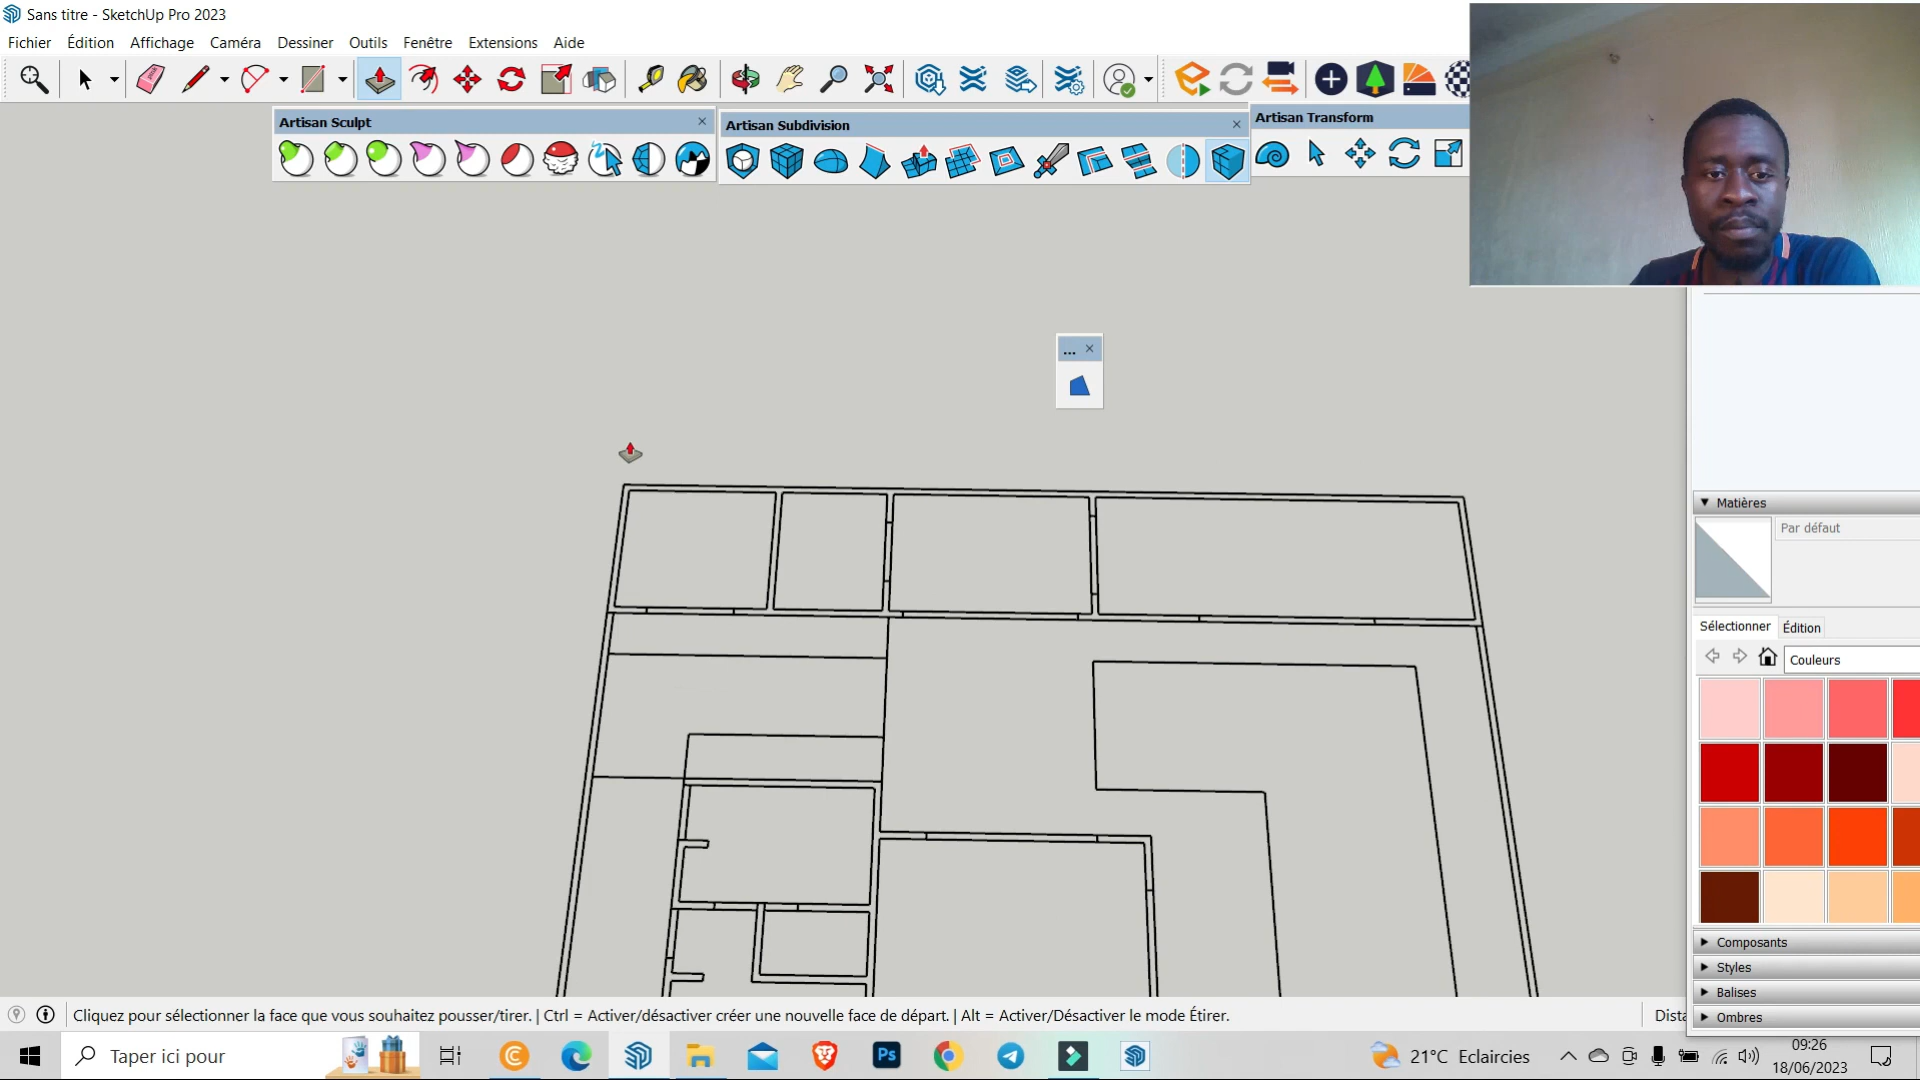 Sans titre - SketchUp Pro 2023
Fichier Édition Affichage Caméra Dessiner Outils Fenêtre Extensions Aide
Artisan Sculpt
Artisan Subdivision
Artisan Transform
...
Matières
Par défaut
Sélectionner Édition
Couleurs
Composants
Styles
Balises
Ombres
Cliquez pour sélectionner la face que vous souhaitez pousser/tirer. | Ctrl = Activer/désactiver créer une nouvelle face de départ. | Alt = Activer/Désactiver le mode Étirer.
Dista
Taper ici pour
Ps
21°C Eclaircies
09:26
18/06/2023